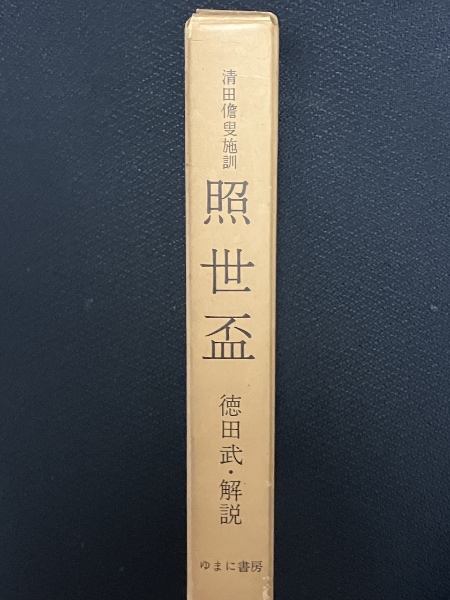 清田儋叟施訓
照世盃
徳田武・解説
ゆまに書房